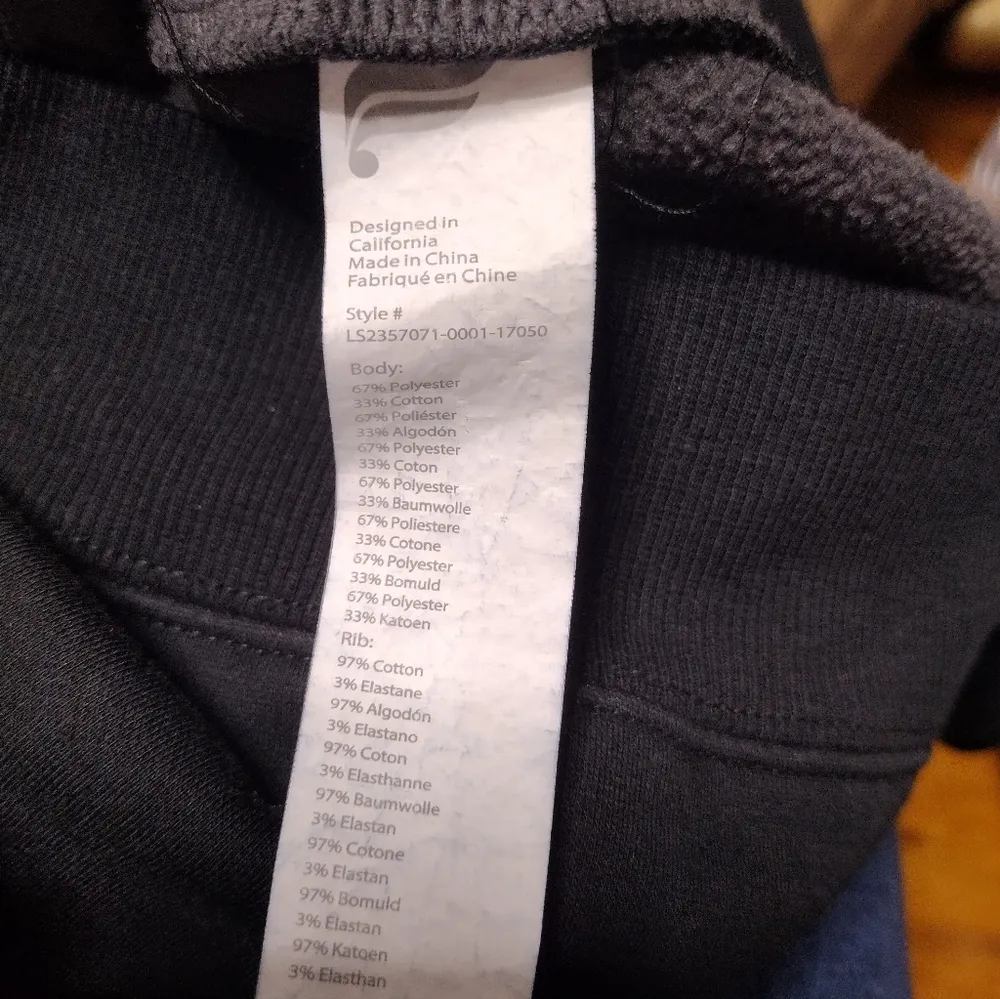 Designed in
California
Made in China
Fabriqué en Chine
Style #
LS2357071-0001-17050
Body:
67% Polyester
33% Cotton
67% Poliéster
33% Algodón
67% Polyester
33% Coton
67% Polyester
33% Baumwolle
67% Poliestere
33% Cotone
67% Polyester
33% Bomuld
67% Polyester
33% Katoen
Rib:
97% Cotton
3% Elastane
97% Algodón
3% Elastano
97% Coton
3% Elasthanne
97% Baumwolle
3% Elastan
97% Cotone
3% Elastan
97% Bomuld
3% Elastan
97% Katoen
3% Elasthan